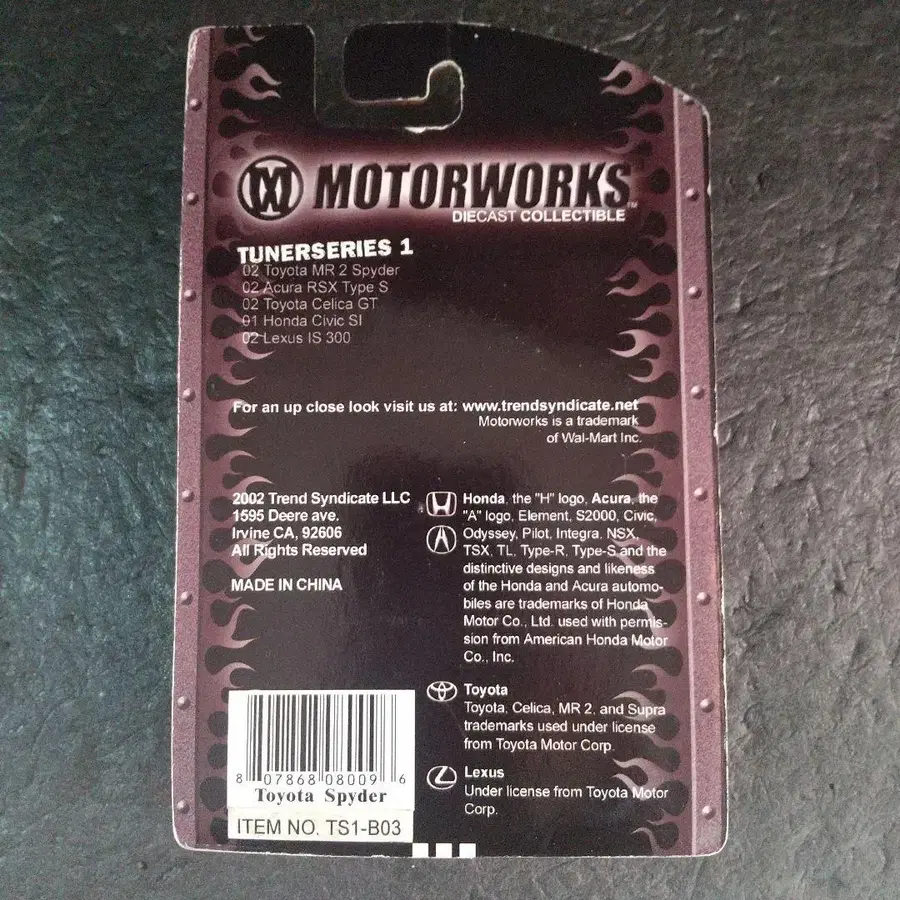 MOTORWORKS™
DIECAST COLLECTIBLE
TUNERSERIES 1
02 Toyota MR 2 Spyder
02 Acura RSX Type S
02 Toyota Celica GT
01 Honda Civic SI
02 Lexus IS 300
For an up close look visit us at: www.trendsyndicate.net
Motorworks is a trademark
of Wal-Mart Inc.
2002 Trend Syndicate LLC
1595 Deere ave.
Irvine CA, 92606
All Rights Reserved
MADE IN CHINA
Honda, the "H" logo, Acura, the
"A" logo, Element, S2000, Civic,
Odyssey, Pilot, Integra, NSX,
TSX, TL, Type-R, Type-S and the
distinctive designs and likeness
of the Honda and Acura automo-
biles are trademarks of Honda
Motor Co., Ltd. used with permis-
sion from American Honda Motor
Co., Inc.
Toyota
Toyota, Celica, MR 2, and Supra
trademarks used under license
from Toyota Motor Corp.
Lexus
Under license from Toyota Motor
Corp.
8 07868 08009 6
Toyota Spyder
ITEM NO. TS1-B03